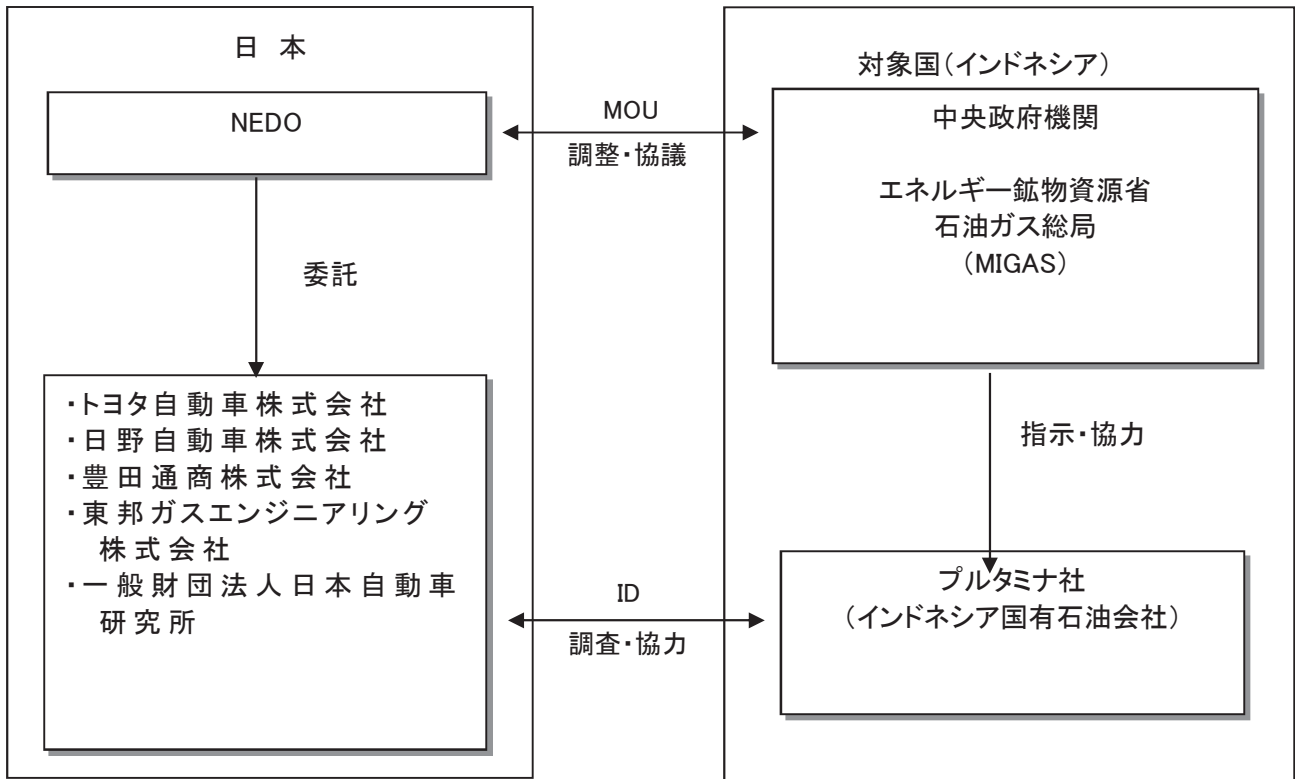 日 本
NEDO
委託
・トヨタ自動車株式会社
・日野自動車株式会社
・豊田通商株式会社
・東邦ガスエンジニアリング
株式会社
・一般財団法人日本自動車
研究所
MOU
調整・協議
ID
調査・協力
対象国(インドネシア)
中央政府機関
エネルギー鉱物資源省
石油ガス総局
(MIGAS)
指示・協力
プルタミナ社
(インドネシア国有石油会社)